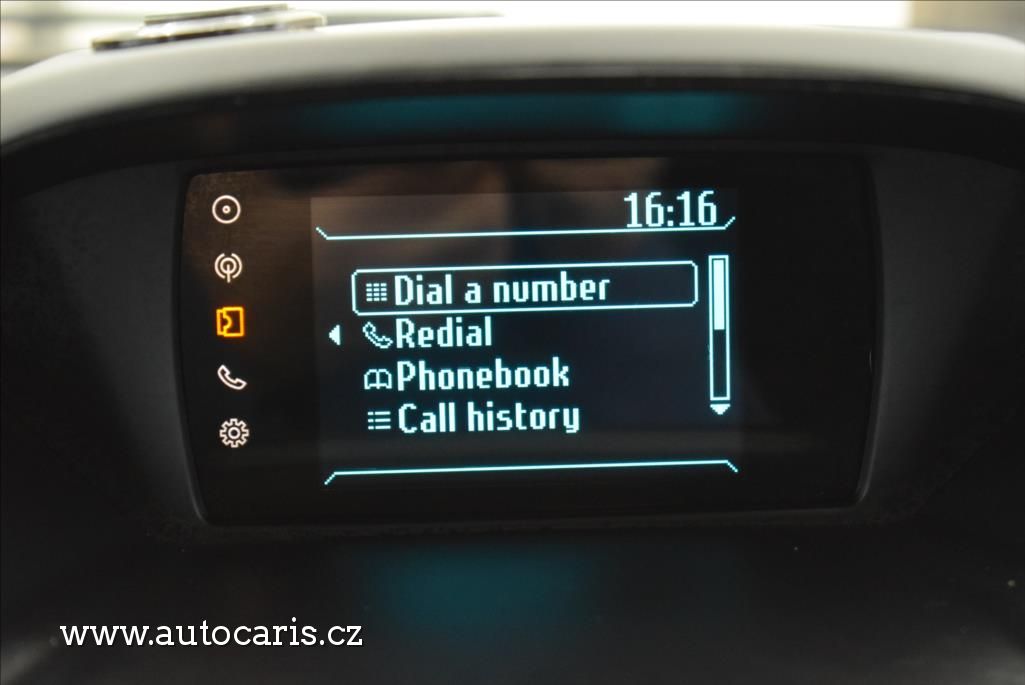 16:16
Dial a number
Redial
Phonebook
Call history
www.autocaris.cz